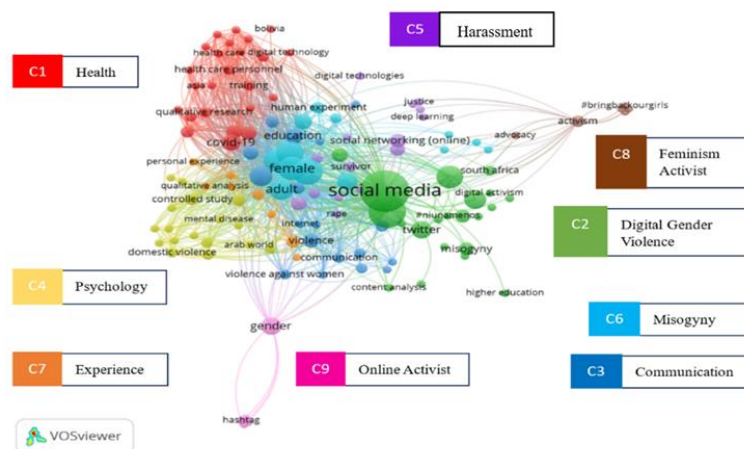 bolivia
health care
digital technology
health care personnel
asia
training
qualitative research
human experiment
covid-19
education
personal experience
female
qualitative analysis
adult
controlled study
mental disease
internet
arab world
violence
domestic violence
communication
violence against women
digital technologies
justice
deep learning
social networking (online)
survivor
social media
rape
#niunamenos
twitter
south africa
digital activism
misogyny
content analysis
higher education
#bringbackourgirls
activism
advocacy
gender
hashtag
C1
Health
C5
Harassment
C8
Feminism
Activist
C2
Digital Gender
Violence
C4
Psychology
C6
Misogyny
C7
Experience
C9
Online Activist
C3
Communication
VOSviewer